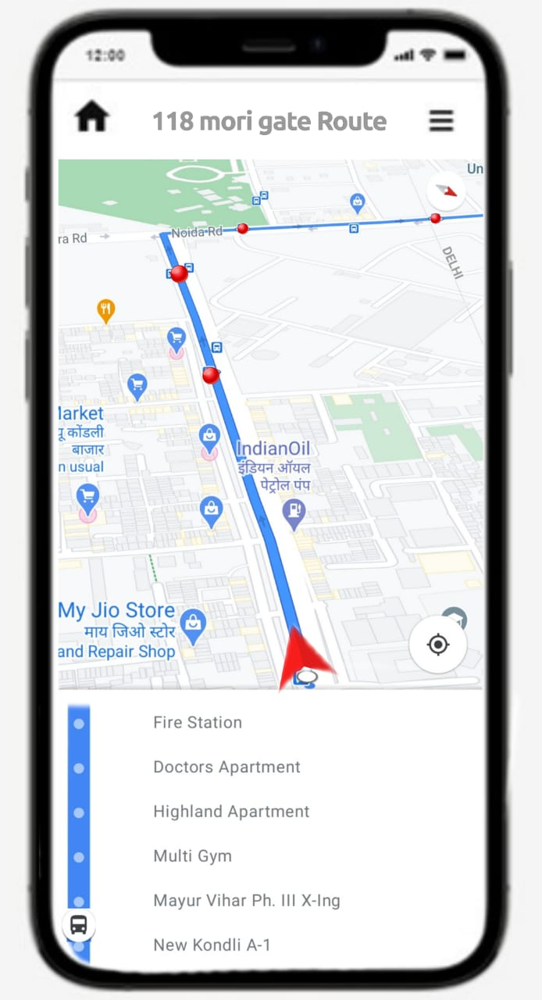 12:00
118 mori gate Route
Un
ra Rd
Noida Rd
DELHI
Market
यू कोंडली
बाजार
n usual
IndianOil
इंडियन ऑयल
पेट्रोल पंप
My Jio Store
माय जिओ स्टोर
and Repair Shop
Fire Station
Doctors Apartment
Highland Apartment
Multi Gym
Mayur Vihar Ph. III X-Ing
New Kondli A-1